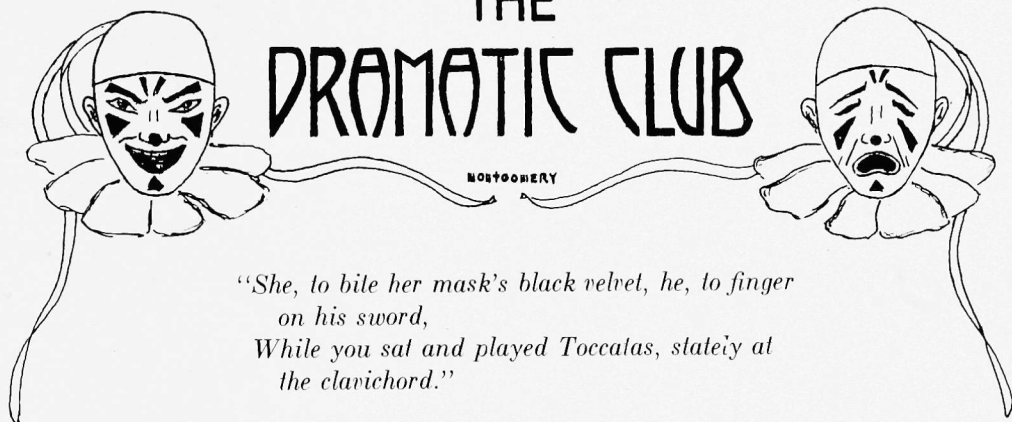 THE
DRAMATIC CLUB
MONTGOMERY
“She, to bite her mask’s black velvet, he, to finger
on his sword,
While you sat and played Toccatas, stately at
the clavichord.”